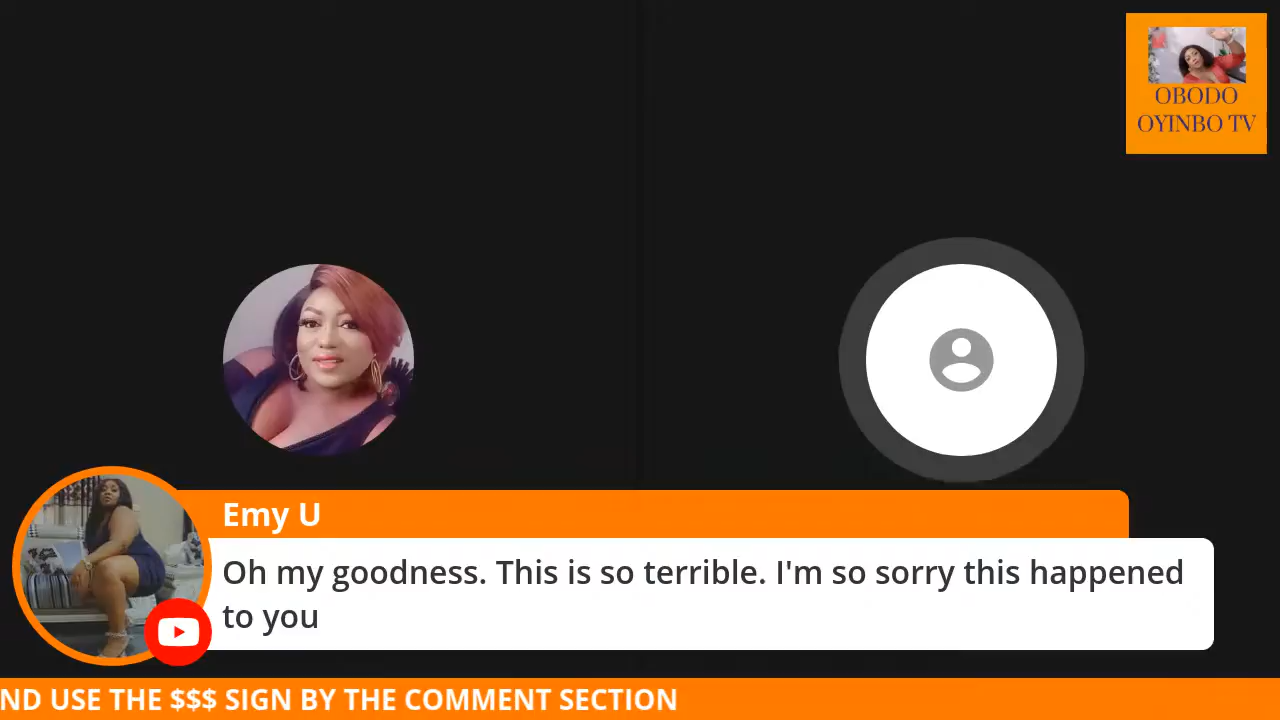 OBODO
OYINBO TV
Emy U
Oh my goodness. This is so terrible. I'm so sorry this happened
to you
ND USE THE $$$ SIGN BY THE COMMENT SECTION